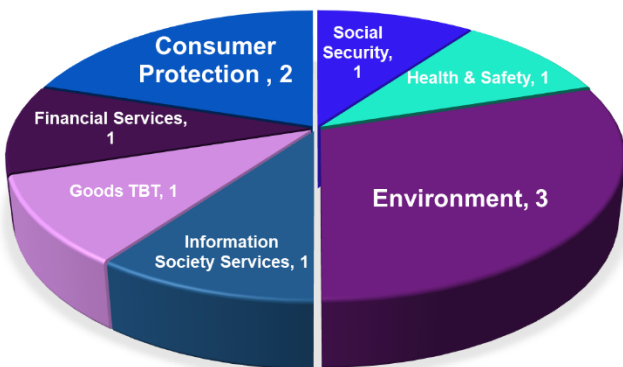 Consumer
Protection , 2
Social
Security,
1
Health & Safety, 1
Financial Services,
1
Goods TBT, 1
Environment, 3
Information
Society Services, 1